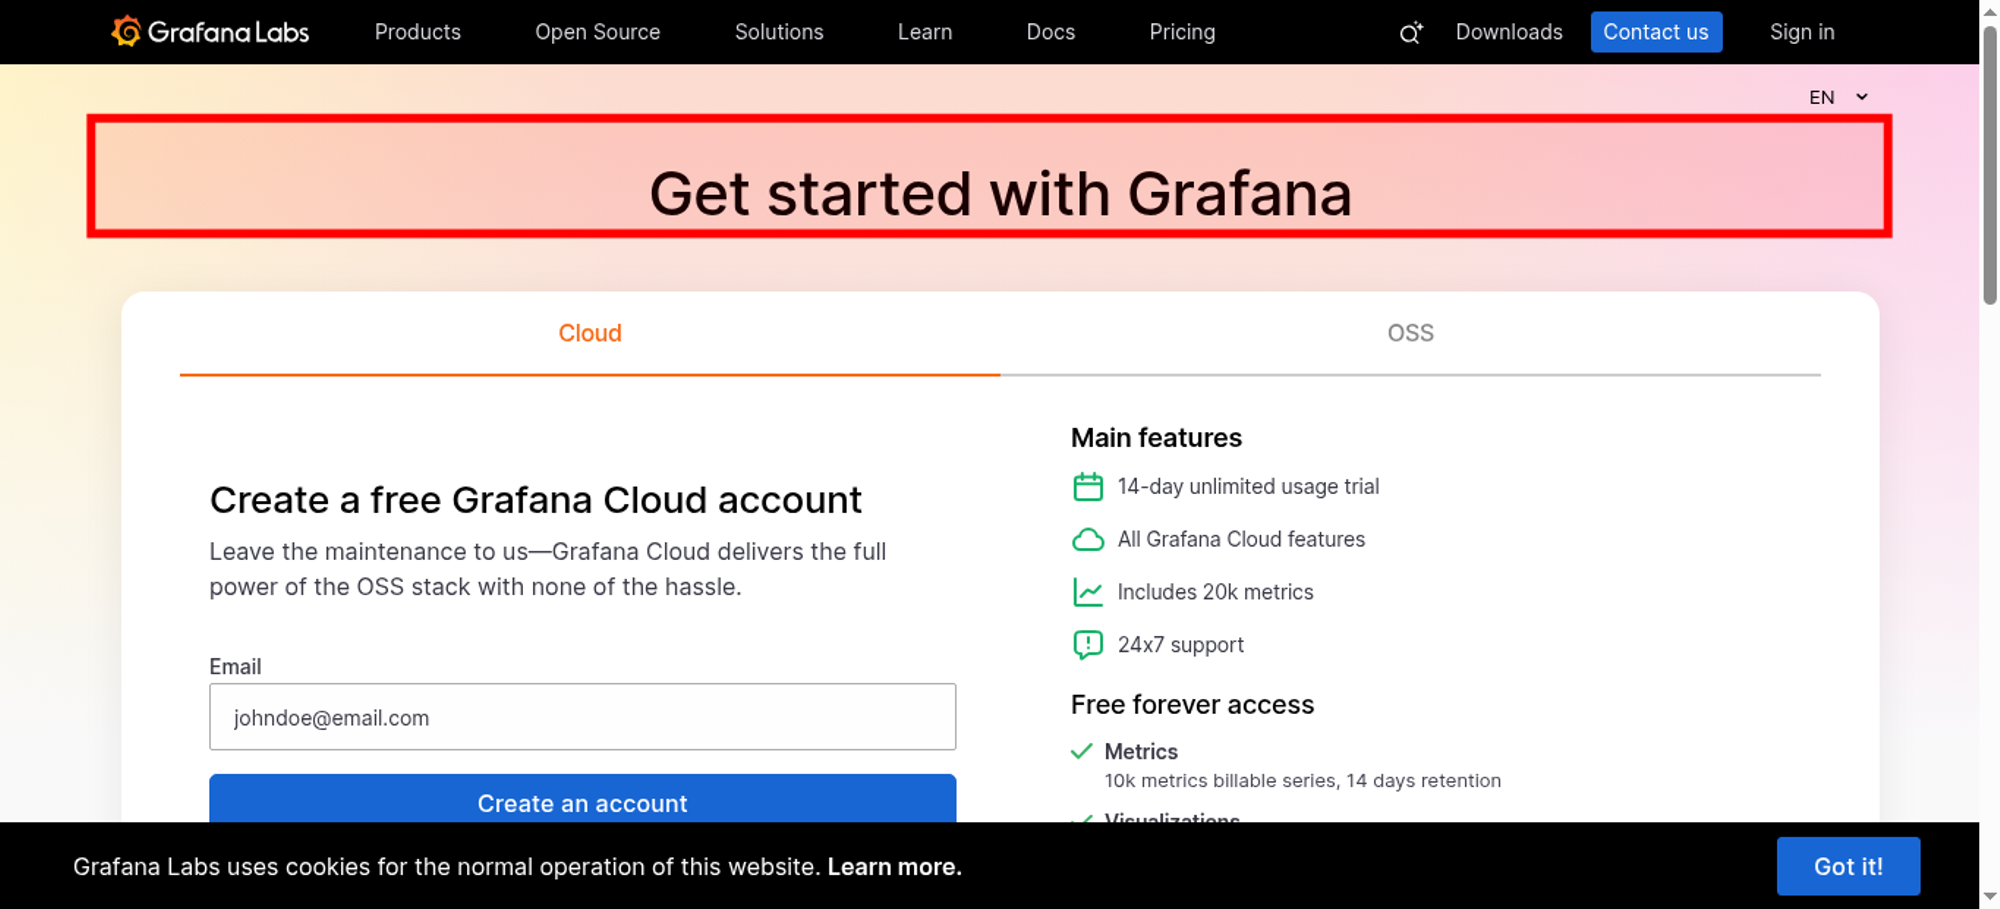 Grafana Labs
Products
Open Source
Solutions
Learn
Docs
Pricing
Downloads
Contact us
Sign in
EN
Get started with Grafana
Cloud
OSS
Create a free Grafana Cloud account
Leave the maintenance to us—Grafana Cloud delivers the full
power of the OSS stack with none of the hassle.
Email
johndoe@email.com
Create an account
Main features
14-day unlimited usage trial
All Grafana Cloud features
Includes 20k metrics
24x7 support
Free forever access
Metrics
10k metrics billable series, 14 days retention
Visualizations
Grafana Labs uses cookies for the normal operation of this website. Learn more.
Got it!